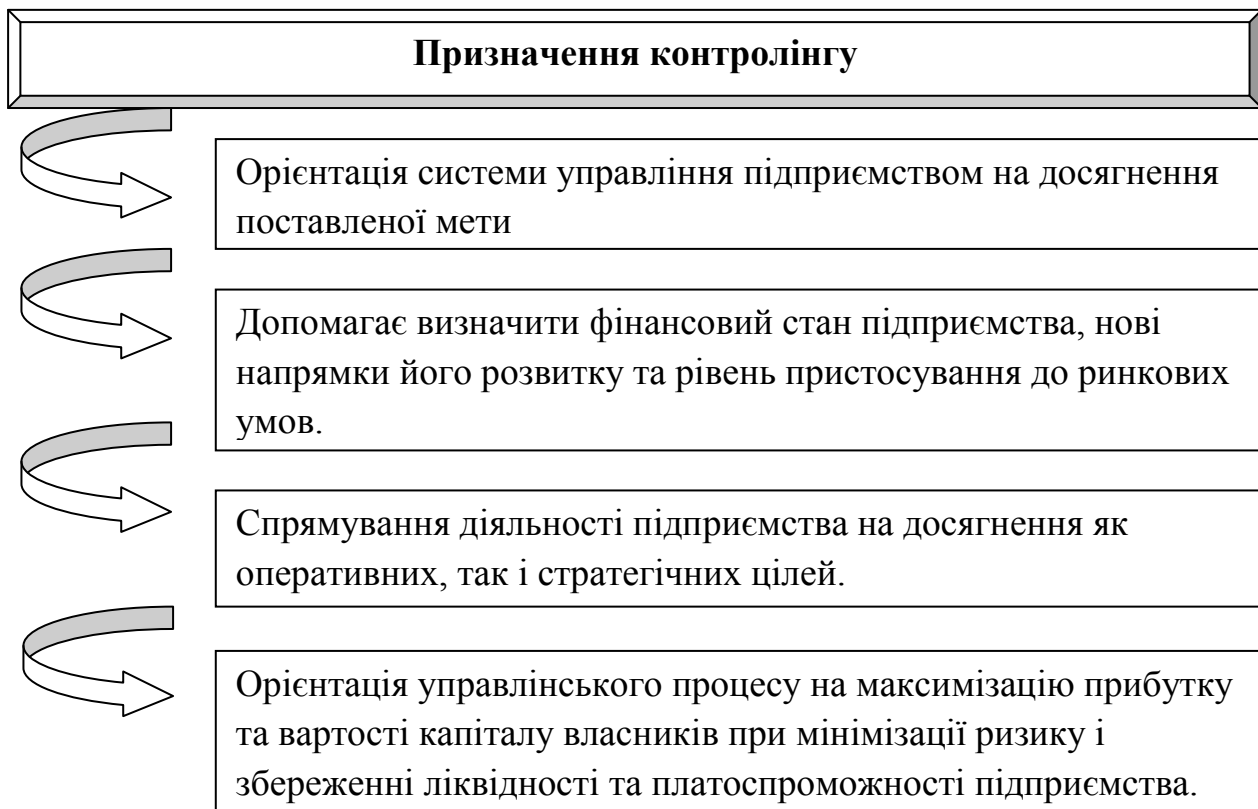 Призначення контролінгу
Орієнтація системи управління підприємством на досягнення
поставленої мети
Допомагає визначити фінансовий стан підприємства, нові
напрямки його розвитку та рівень пристосування до ринкових
умов.
Спрямування діяльності підприємства на досягнення як
оперативних, так і стратегічних цілей.
Орієнтація управлінського процесу на максимізацію прибутку
та вартості капіталу власників при мінімізації ризику і
збереженні ліквідності та платоспроможності підприємства.